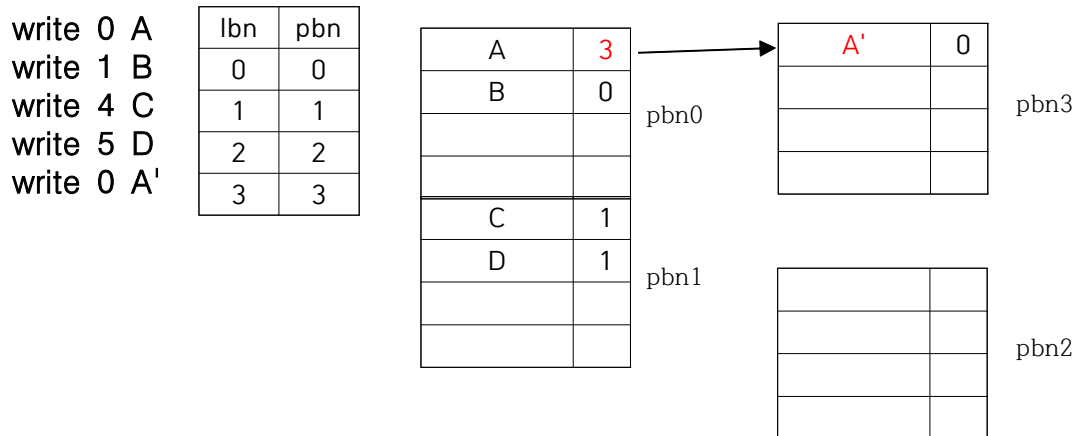 write 0 A
write 1 B
write 4 C
write 5 D
write 0 A'
lbn pbn
0 0
1 1
2 2
3 3
A 3
B 0
pbn0
C 1
D 1
pbn1
A' 0
pbn3
pbn2